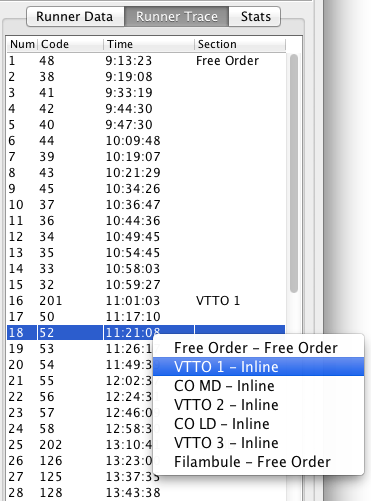 Runner Data Runner Trace Stats
Num Code Time Section
1 48 9:13:23 Free Order
2 38 9:19:08
3 41 9:33:19
4 42 9:44:30
5 40 9:47:30
6 44 10:09:48
7 39 10:19:07
8 43 10:21:29
9 45 10:34:26
10 37 10:36:47
11 36 10:44:36
12 34 10:49:45
13 35 10:54:45
14 33 10:58:03
15 32 10:59:27
16 201 11:01:03 VTTO 1
17 50 11:17:10
18 52 11:21:08
19 53 11:26:1
20 54 11:49:3
21 55 12:02:3
22 56 12:24:3
23 57 12:46:0
24 58 12:58:3
25 202 13:10:4
26 126 13:23:0
27 125 13:37:35
28 128 13:43:38
Free Order – Free Order
VTTO 1 – Inline
CO MD – Inline
VTTO 2 – Inline
CO LD – Inline
VTTO 3 – Inline
Filambule – Free Order